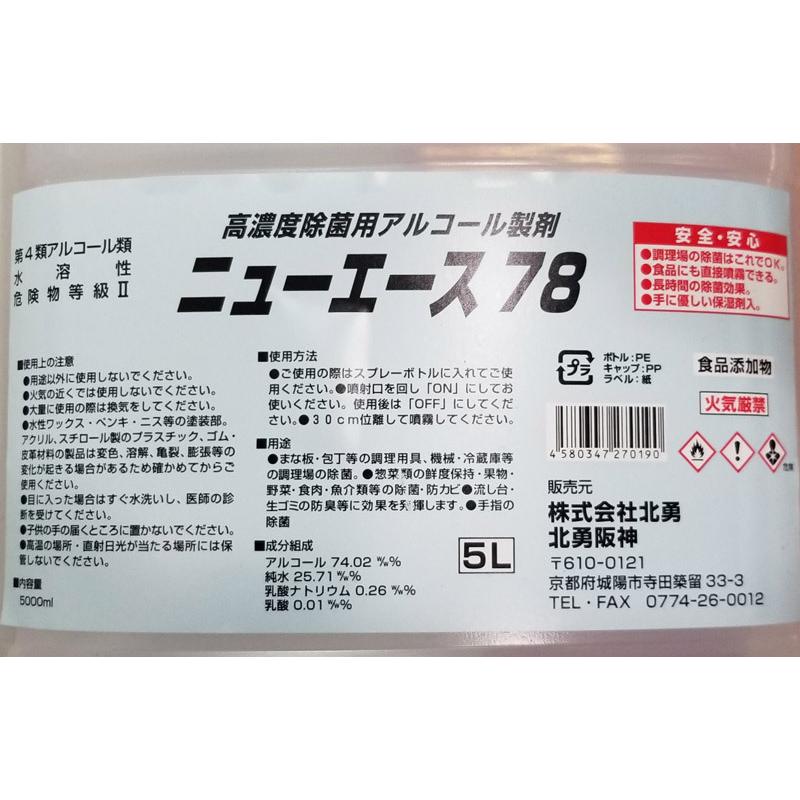 高濃度除菌用アルコール製剤
ニューエース78
第4類アルコール類
水溶性
危険物等級Ⅱ
安全・安心
●調理場の除菌はこれでOK。
●食品にも直接噴霧できる。
●長時間の除菌効果。
●手に優しい保湿剤入。
■使用上の注意
●用途以外に使用しないでください。
●火気の近くでは使用しないでください。
●大量に使用の際は換気をしてください。
●水性ワックス・ペンキ・ニス等の塗装部。
アクリル、スチロール製のプラスチック、ゴム・
皮革材料の製品は変色、溶解、亀裂、膨張等の
変化が起きる場合があるため確かめてからご
使用ください。
●目に入った場合はすぐ水洗いし、医師の診
断を受けてください。
●子供の手の届くところに置かないでください。
●高温の場所・直射日光が当たる場所には保
管しないでください。
■内容量
5000ml
■使用方法
●ご使用の際はスプレーボトルに入れてご使
用ください。●噴射口を回し「ON」にしてお
使いください。使用後は「OFF」にしてくだ
さい。●30cm位離して噴霧してください。
■用途
●まな板・包丁等の調理用具、機械・冷蔵庫等
の調理場の除菌。●惣菜類の鮮度保持・果物・
野菜・食肉・魚介類等の除菌・防カビ●流し台・
生ゴミの防臭等に効果を発揮します。●手指の
除菌
■成分組成
アルコール 74.02 w/w%
純水 25.71 w/w%
乳酸ナトリウム 0.26 w/w%
乳酸 0.01 w/w%
5L
プラ
ボトル:PE
キャップ:PP
ラベル:紙
食品添加物
火気厳禁
危険
4580347270190
販売元
株式会社北勇
北勇阪神
〒610-0121
京都府城陽市寺田築留33-3
TEL・FAX 0774-26-0012